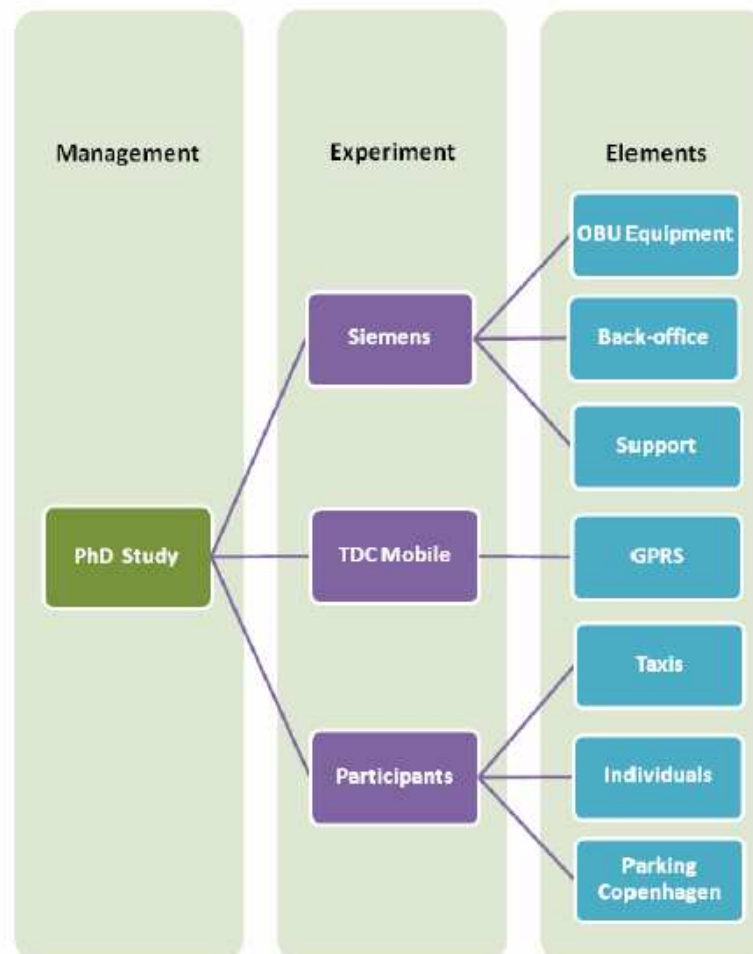 Management
Experiment
Elements
OBU Equipment
Siemens
Back-office
Support
PhD Study
TDC Mobile
GPRS
Taxis
Participants
Individuals
Parking
Copenhagen